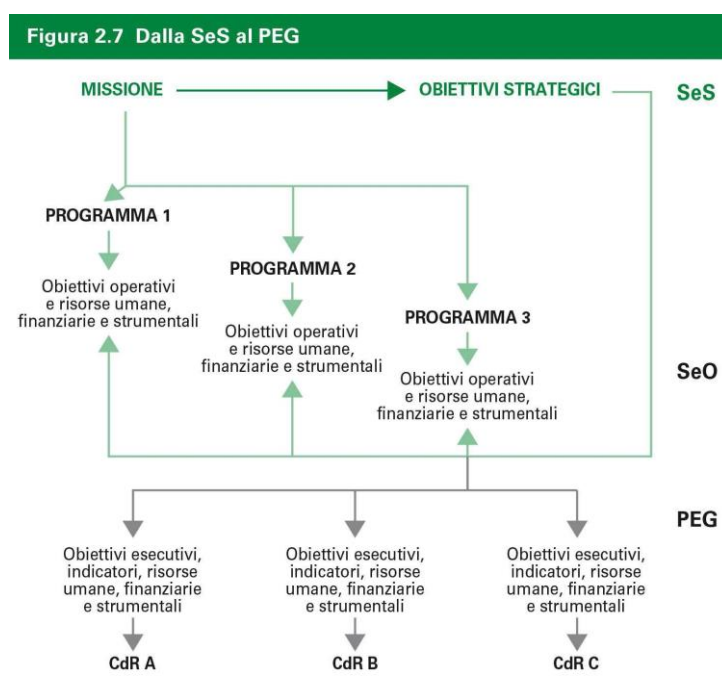 Figura 2.7 Dalla SeS al PEG
MISSIONE
OBIETTIVI STRATEGICI
SeS
PROGRAMMA 1
Obiettivi operativi
e risorse umane,
finanziarie e strumentali
PROGRAMMA 2
Obiettivi operativi
e risorse umane,
finanziarie e strumentali
PROGRAMMA 3
Obiettivi operativi
e risorse umane,
finanziarie e strumentali
SeO
PEG
Obiettivi esecutivi,
indicatori, risorse
umane, finanziarie
e strumentali
CdR A
Obiettivi esecutivi,
indicatori, risorse
umane, finanziarie
e strumentali
CdR B
Obiettivi esecutivi,
indicatori, risorse
umane, finanziarie
e strumentali
CdR C